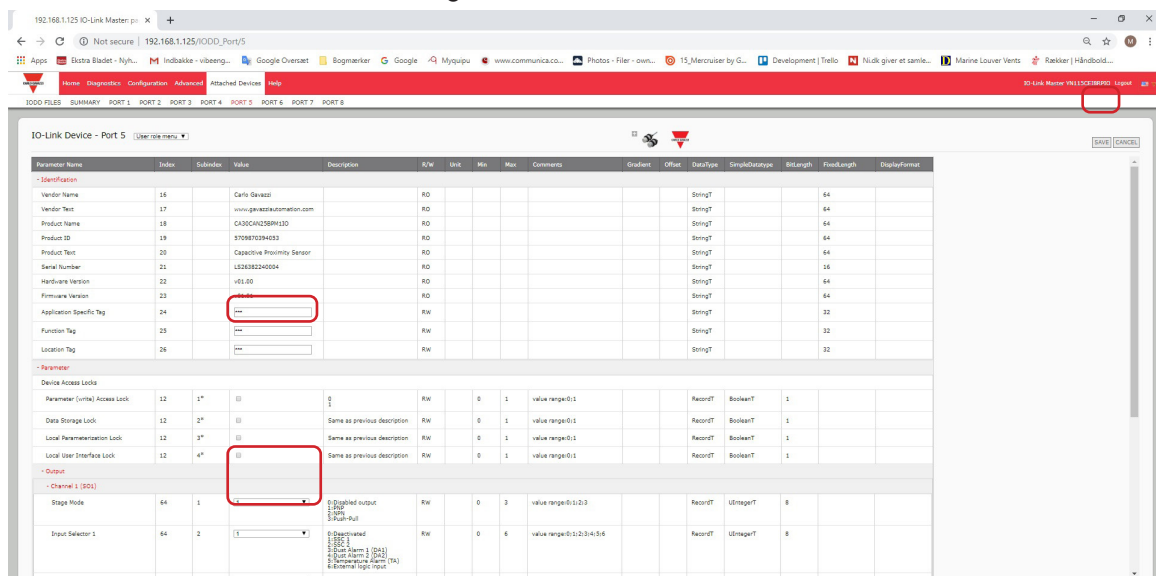 192.168.1.125 IO-Link Master: pa × +
Not secure | 192.168.1.125/IODD_Port/5
Apps Ekstra Bladet - Nyh... Indbakke - vibeeng... Google Oversæt Bogmærker Google Myquipu www.communica.co... Photos - Filer - own... 15_Mercruiser by G... Development | Trello Ni.dk giver et samle... Marine Louver Vents Rækker | Håndbold....
Home Diagnostics Configuration Advanced Attached Devices Help IO-Link Master YN115CEI8RPIO Logout
IODD FILES SUMMARY PORT 1 PORT 2 PORT 3 PORT 4 PORT 5 PORT 6 PORT 7 PORT 8
IO-Link Device - Port 5 User role menu ▼
SAVE CANCEL
Parameter Name Index Subindex Value Description R/W Unit Min Max Comments Gradient Offset DataType SimpleDatatype BitLength FixedLength DisplayFormat
- Identification
Vendor Name 16 Carlo Gavazzi RO StringT 64
Vendor Text 17 www.gavazziautomation.com RO StringT 64
Product Name 18 CA30CAN25BPM1IO RO StringT 64
Product ID 19 5709870394053 RO StringT 64
Product Text 20 Capacitive Proximity Sensor RO StringT 64
Serial Number 21 LS26382240004 RO StringT 16
Hardware Version 22 v01.00 RO StringT 64
Firmware Version 23 RO StringT 64
Application Specific Tag 24 *** RW StringT 32
Function Tag 25 *** RW StringT 32
Location Tag 26 *** RW StringT 32
- Parameter
Device Access Locks
Parameter (write) Access Lock 12 1* 0 RW 0 1 value range:0;1 RecordT BooleanT 1
1
Data Storage Lock 12 2* Same as previous description RW 0 1 value range:0;1 RecordT BooleanT 1
Local Parameterization Lock 12 3* Same as previous description RW 0 1 value range:0;1 RecordT BooleanT 1
Local User Interface Lock 12 4* Same as previous description RW 0 1 value range:0;1 RecordT BooleanT 1
- Output
- Channel 1 (SO1)
Stage Mode 64 1 1 ▼ 0:Disabled output RW 0 3 value range:0;1;2;3 RecordT UIntegerT 8
1:PNP
2:NPN
3:Push-Pull
Input Selector 1 64 2 1 ▼ 0:Deactivated RW 0 6 value range:0;1;2;3;4;5;6 RecordT UIntegerT 8
1:SSC 1
2:SSC 2
3:Dust Alarm 1 (DA1)
4:Dust Alarm 2 (DA2)
5:Temperature Alarm (TA)
6:External logic input